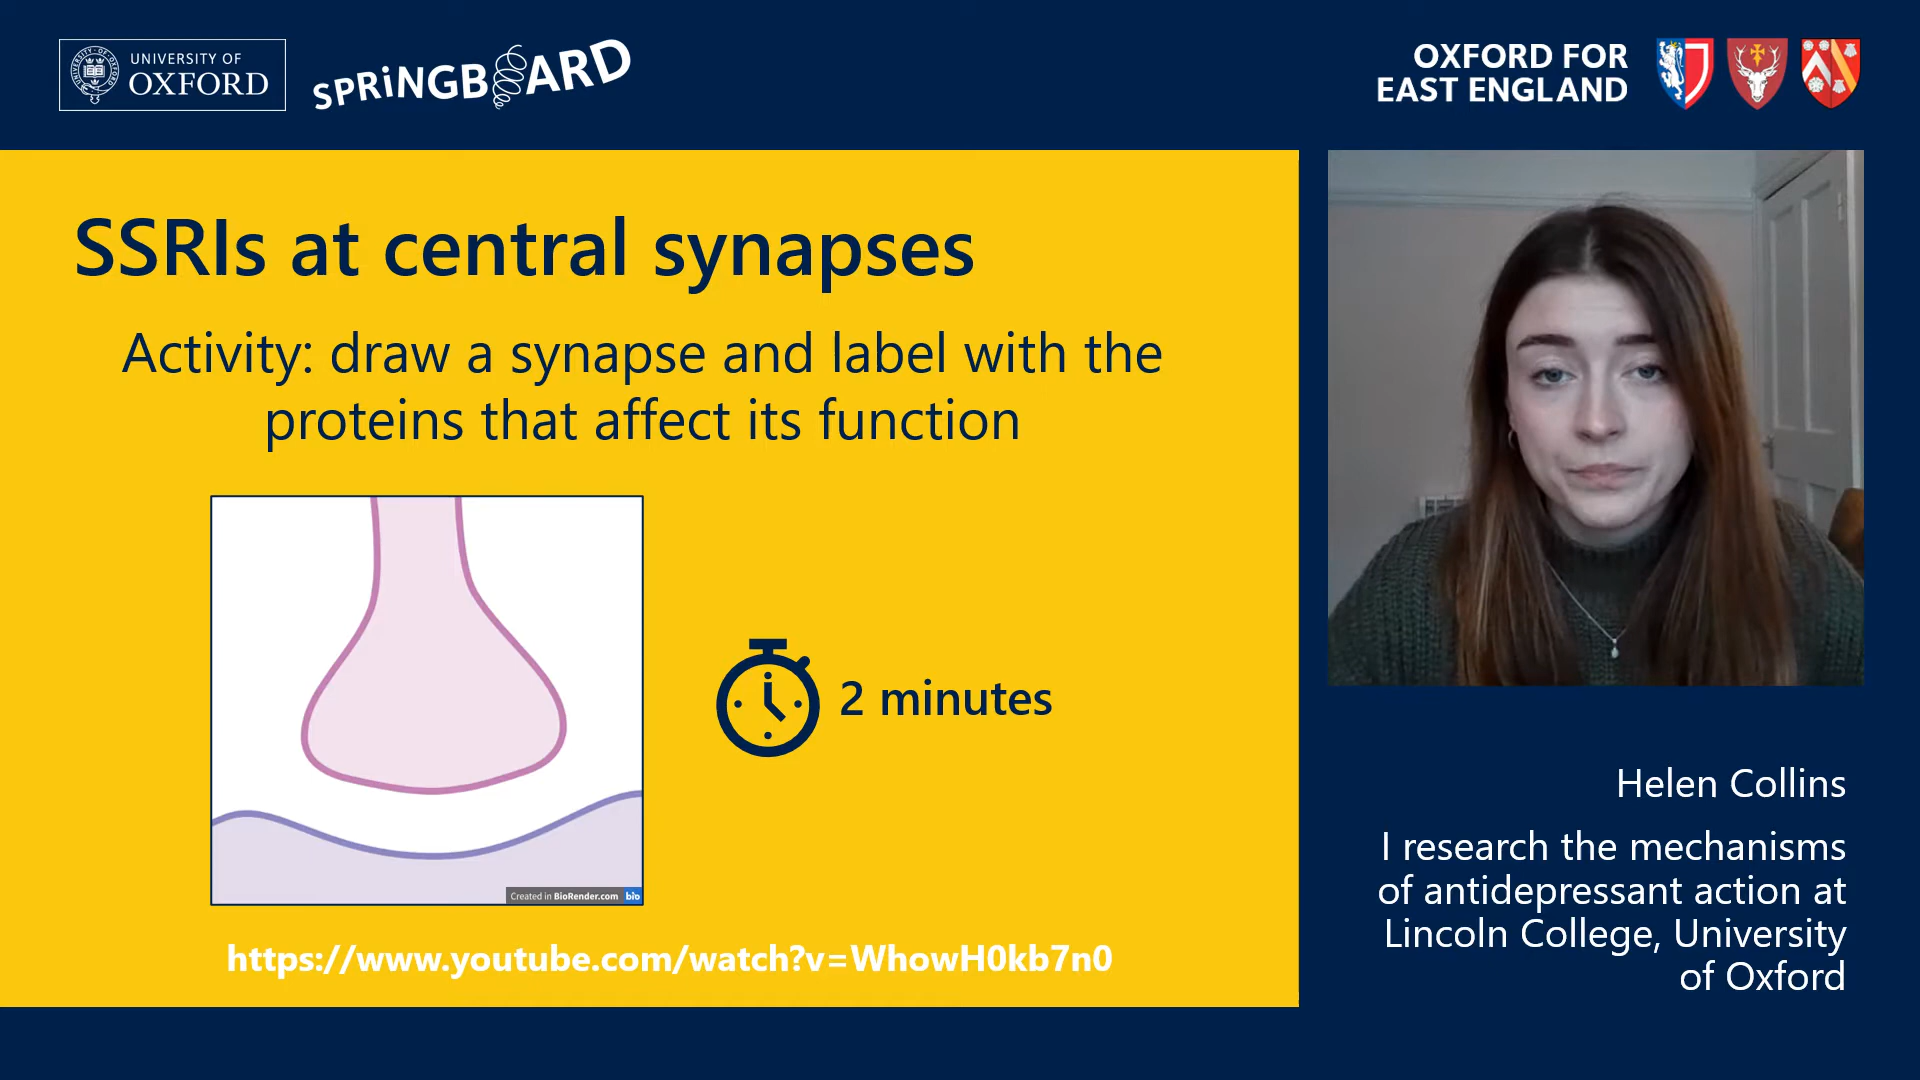 UNIVERSITY OF
OXFORD
SPRiNGBOARD
OXFORD FOR
EAST ENGLAND
SSRIs at central synapses
Activity: draw a synapse and label with the
proteins that affect its function
2 minutes
Created in BioRender.com bio
https://www.youtube.com/watch?v=WhowH0kb7n0
Helen Collins
I research the mechanisms
of antidepressant action at
Lincoln College, University
of Oxford